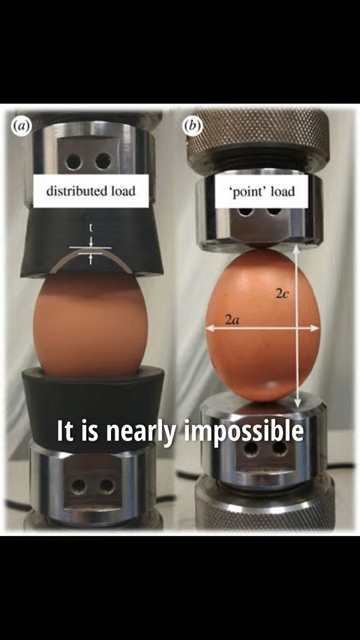 (a)
distributed load
t
(b)
'point' load
2c
2a
It is nearly impossible